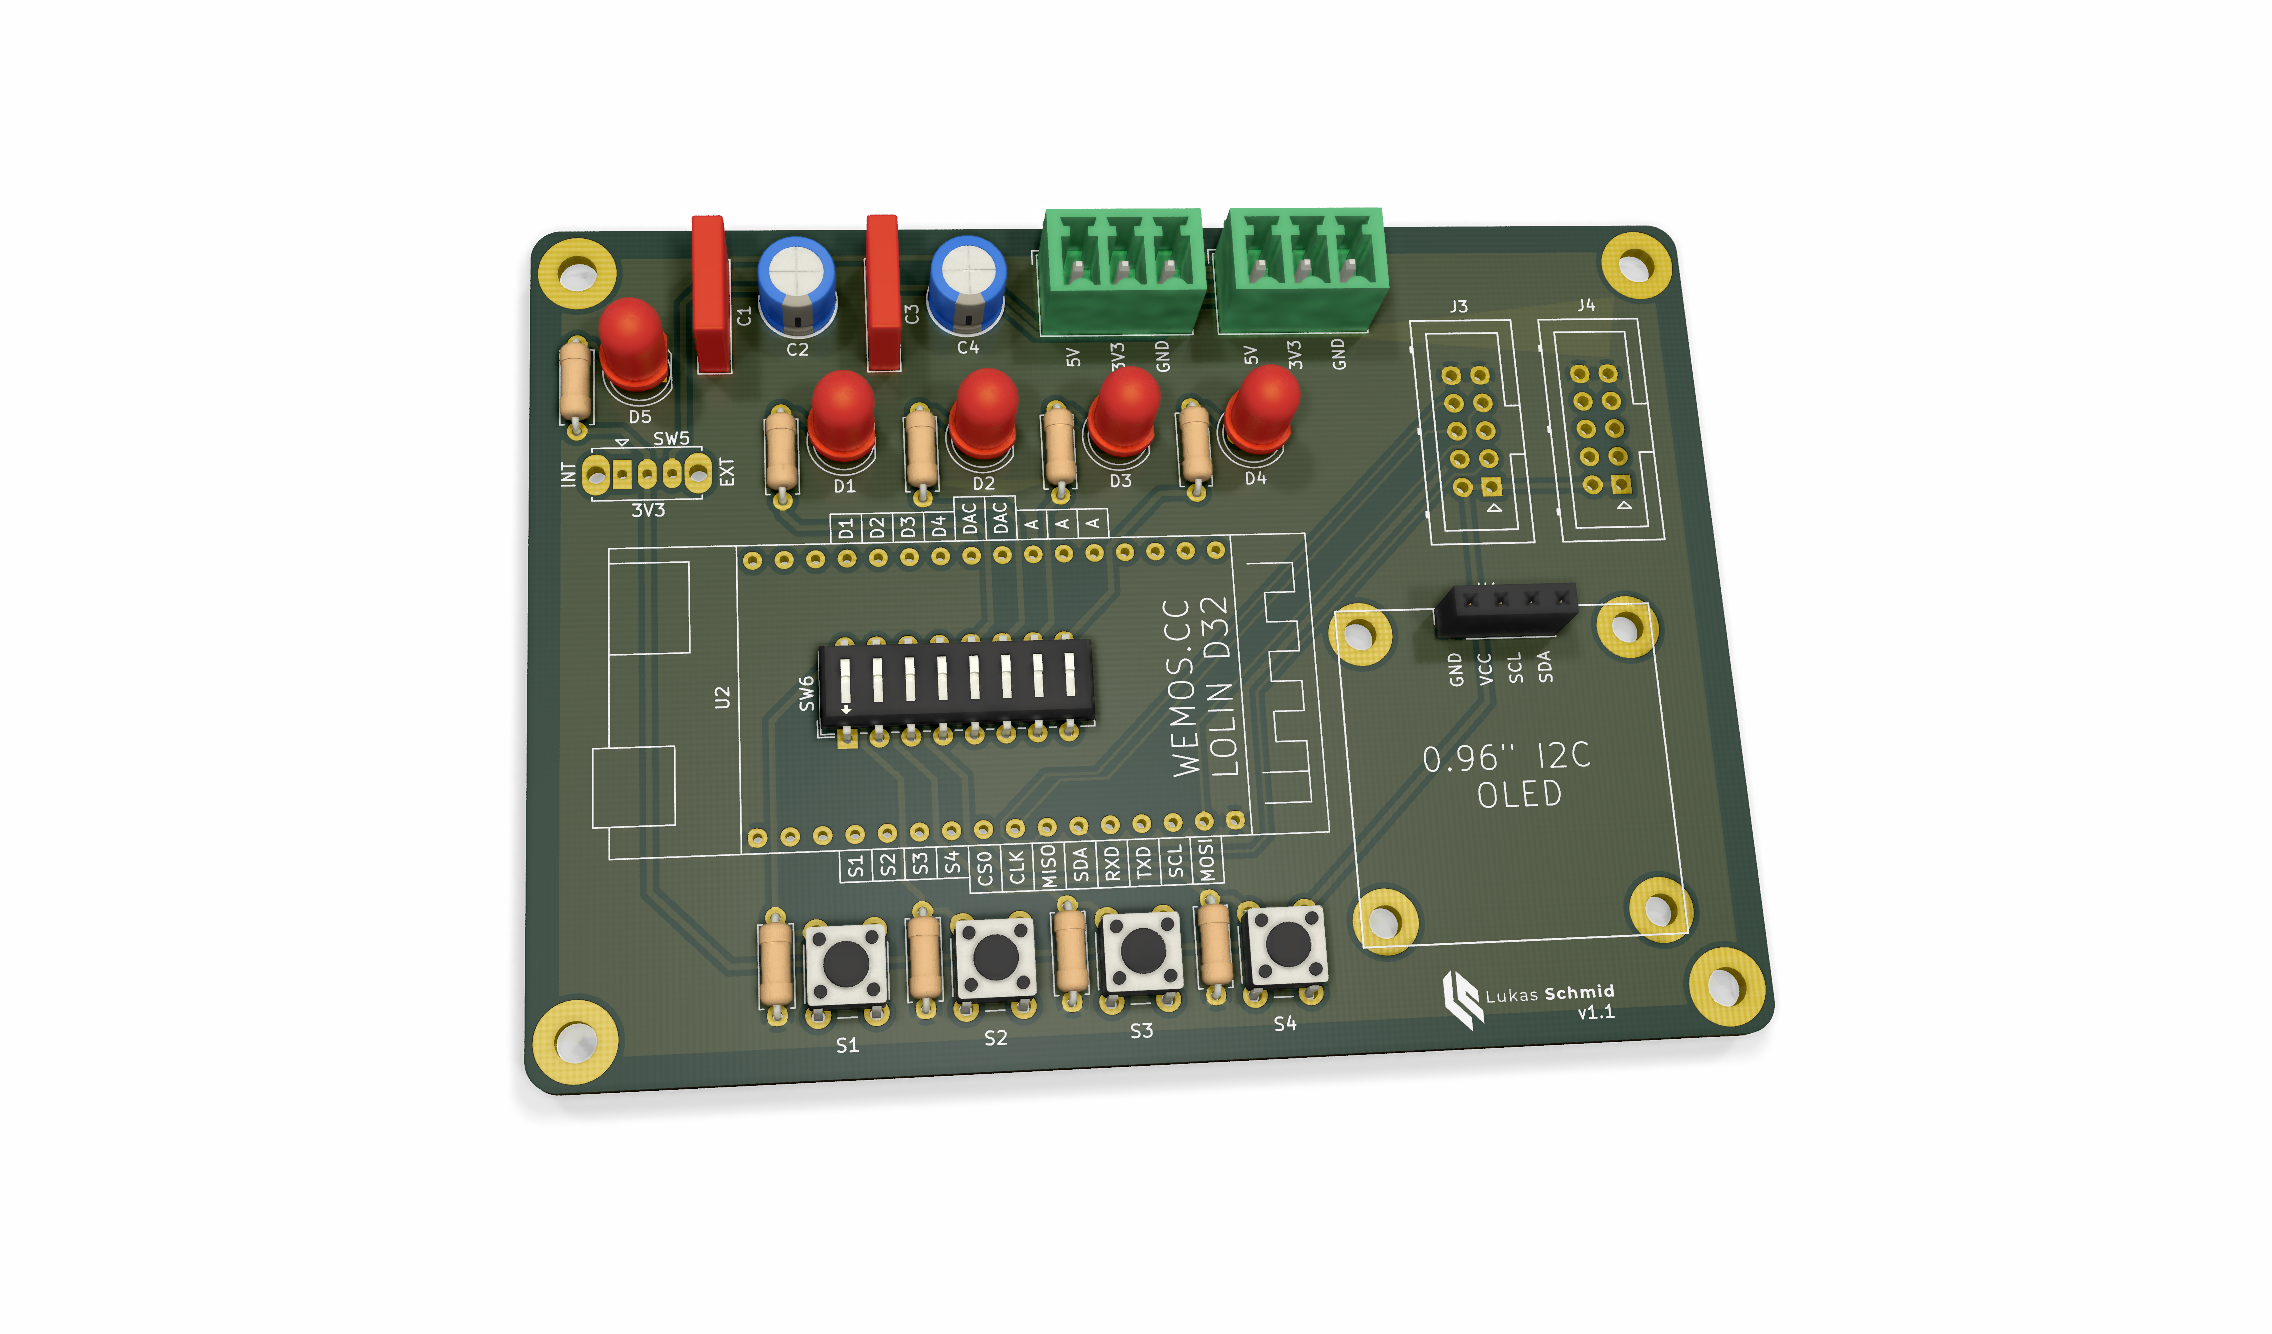 J3
J4
C1
C2
C3
C4
5V
3V3
GND
5V
3V3
GND
D5
SW5
INT
EXT
3V3
D1
D2
D3
D4
D1
D2
D3
D4
DAC
DAC
A
A
A
U2
SW6
WEMOS.CC
LOLIN D32
GND
VCC
SCL
SDA
0.96'' I2C
OLED
S1
S2
S3
S4
CS0
CLK
MISO
SDA
RXD
TXD
SCL
MOSI
S1
S2
S3
S4
Lukas Schmid
v1.1